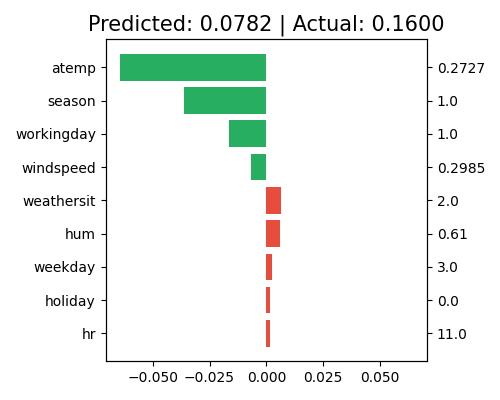 Predicted: 0.0782 | Actual: 0.1600
atemp 0.2727
season 1.0
workingday 1.0
windspeed 0.2985
weathersit 2.0
hum 0.61
weekday 3.0
holiday 0.0
hr 11.0
−0.050 −0.025 0.000 0.025 0.050